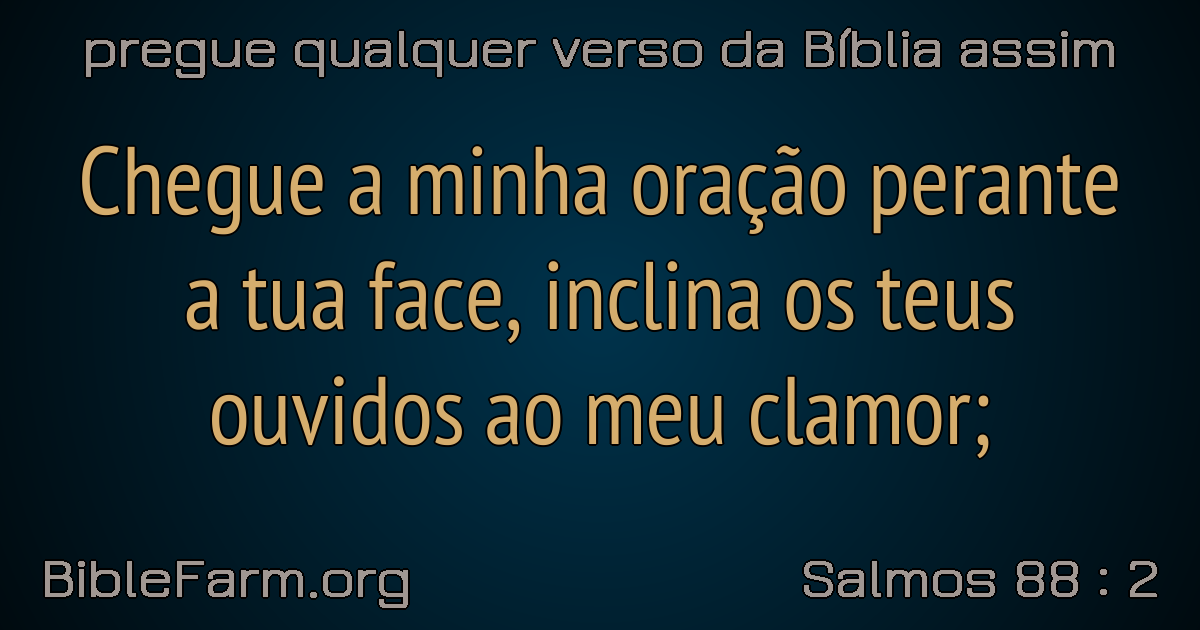 pregue qualquer verso da Bíblia assim
Chegue a minha oração perante
a tua face, inclina os teus
ouvidos ao meu clamor;
BibleFarm.org
Salmos 88 : 2